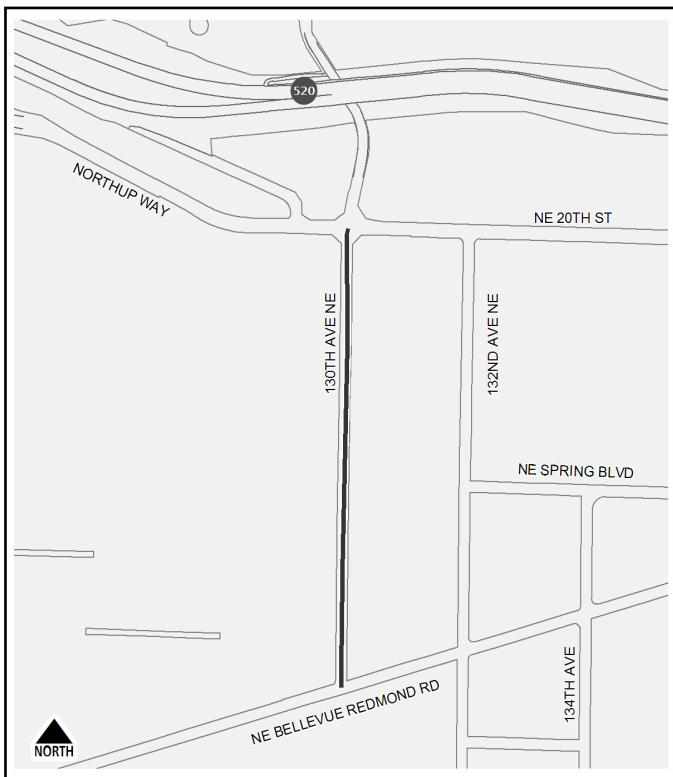 520
NORTHUP WAY
NE 20TH ST
130TH AVE NE
132ND AVE NE
NE SPRING BLVD
134TH AVE
NE BELLEVUE REDMOND RD
NORTH